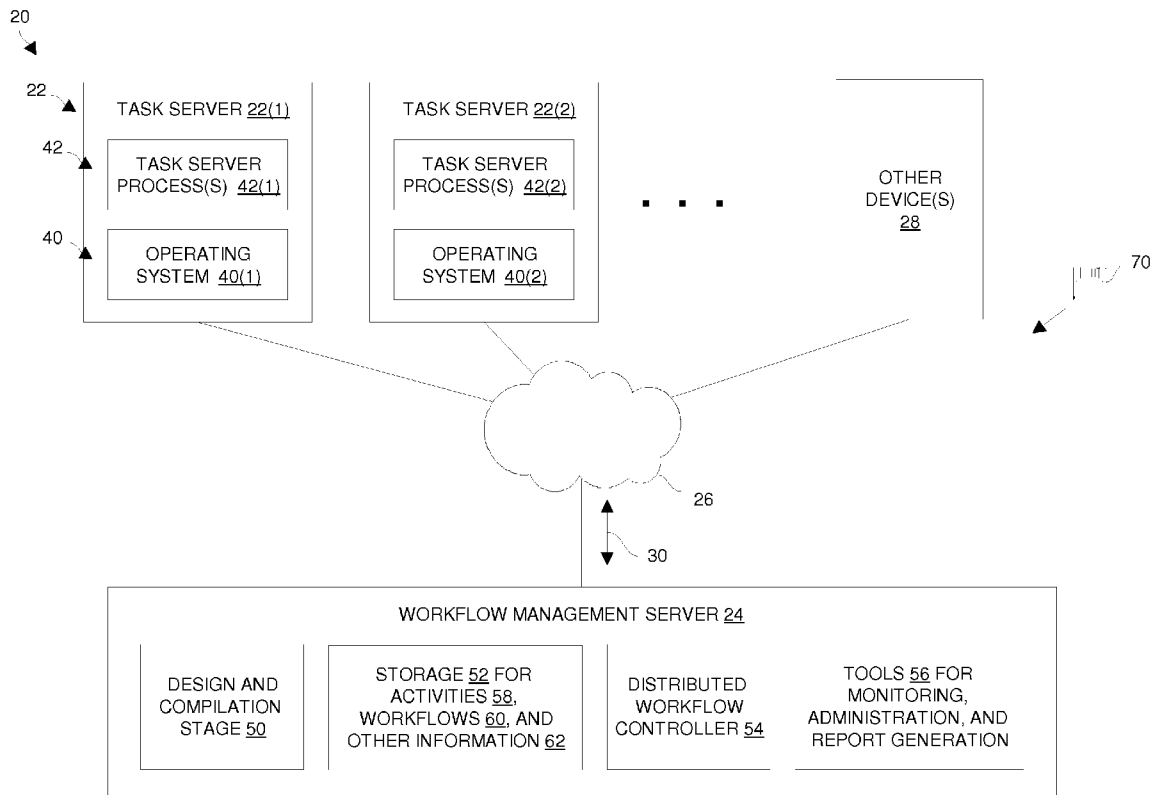 20
22
TASK SERVER 22(1)
TASK SERVER 22(2)
42
TASK SERVER
PROCESS(S) 42(1)
TASK SERVER
PROCESS(S) 42(2)
OTHER
DEVICE(S)
28
40
OPERATING
SYSTEM 40(1)
OPERATING
SYSTEM 40(2)
70
26
30
WORKFLOW MANAGEMENT SERVER 24
DESIGN AND
COMPILATION
STAGE 50
STORAGE 52 FOR
ACTIVITIES 58,
WORKFLOWS 60, AND
OTHER INFORMATION 62
DISTRIBUTED
WORKFLOW
CONTROLLER 54
TOOLS 56 FOR
MONITORING,
ADMINISTRATION, AND
REPORT GENERATION